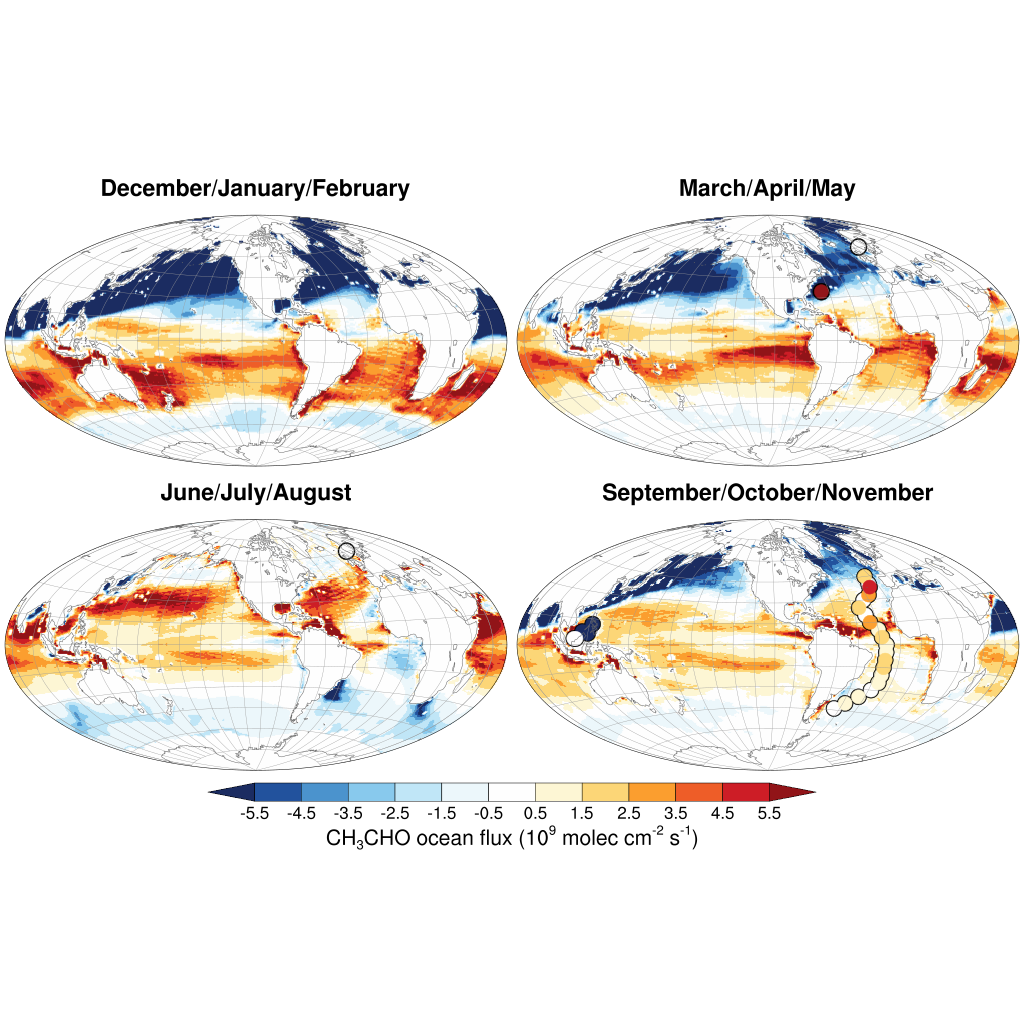 December/January/February
March/April/May
June/July/August
September/October/November
-5.5 -4.5 -3.5 -2.5 -1.5 -0.5 0.5 1.5 2.5 3.5 4.5 5.5
CH₃CHO ocean flux (10⁹ molec cm⁻² s⁻¹)